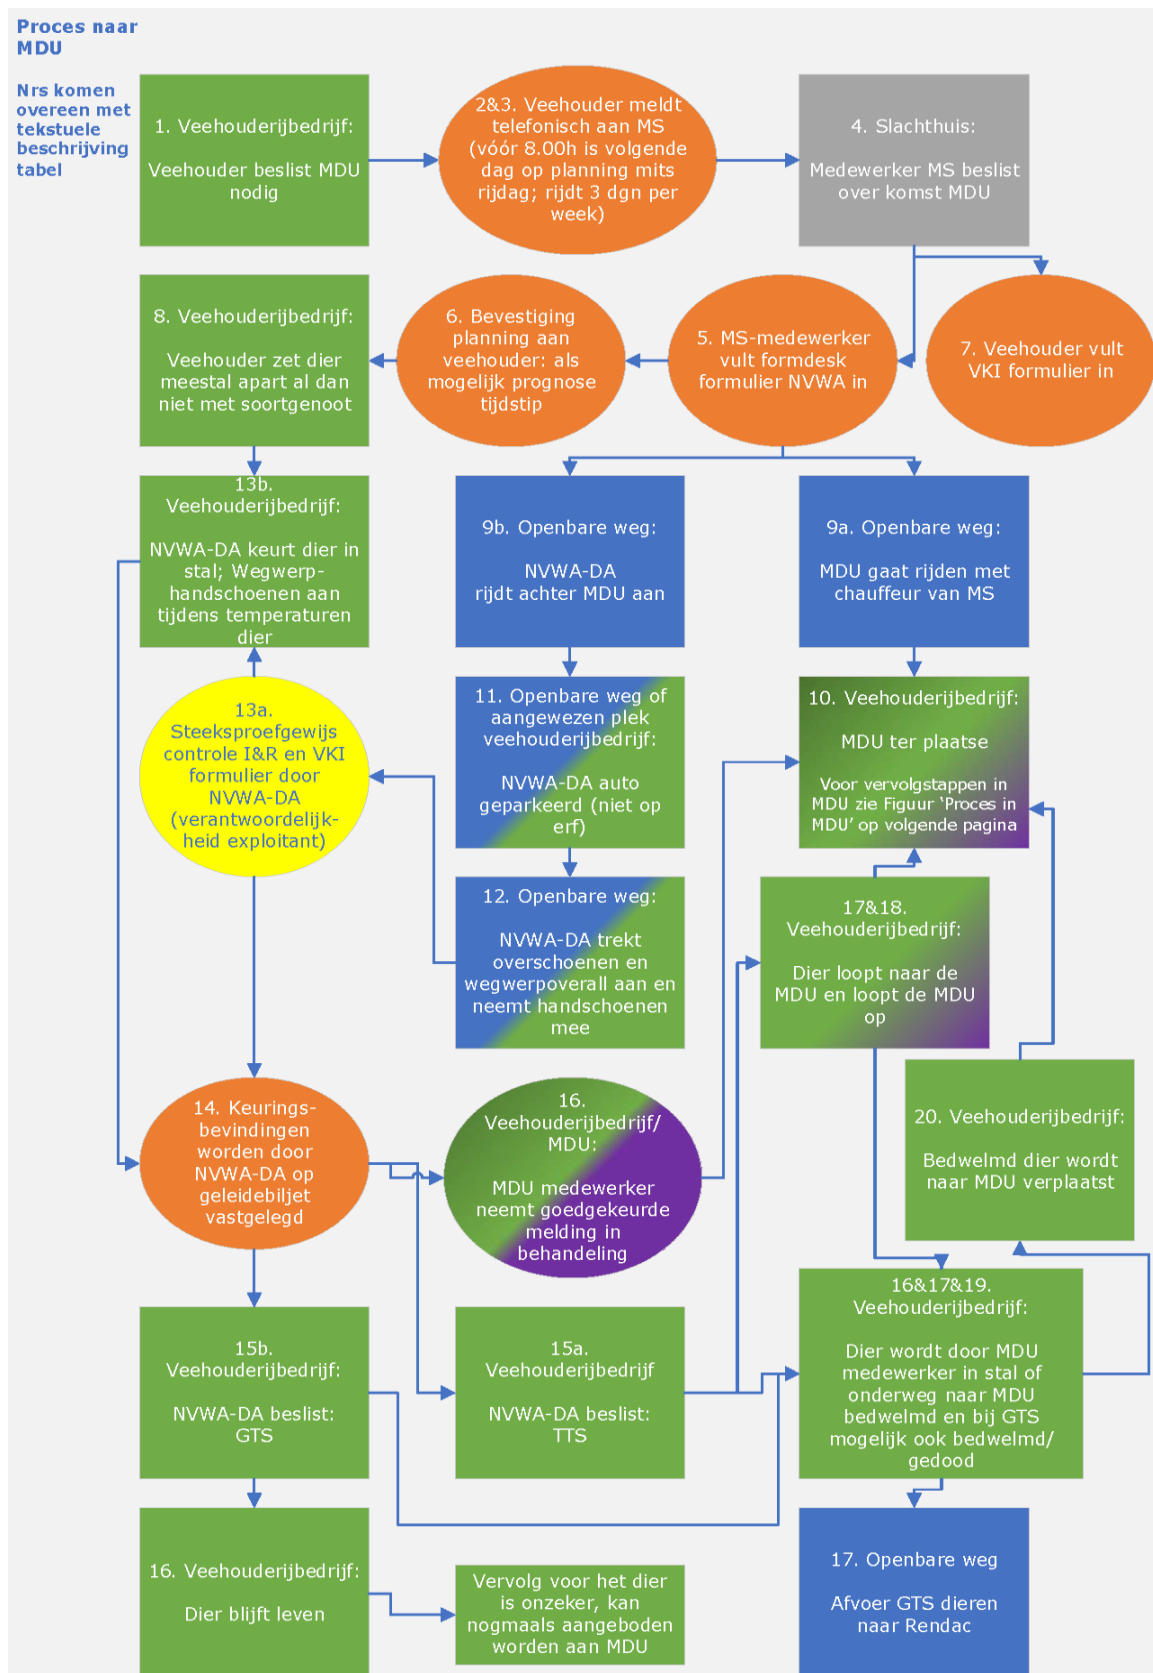 Proces naar
MDU
Nrs komen
overeen met
tekstuele
beschrijving
tabel
1. Veehouderijbedrijf:
Veehouder beslist MDU
nodig
2&3. Veehouder meldt
telefonisch aan MS
(vóór 8.00h is volgende
dag op planning mits
rijdag; rijdt 3 dgn per
week)
4. Slachthuis:
Medewerker MS beslist
over komst MDU
8. Veehouderijbedrijf:
Veehouder zet dier
meestal apart al dan
niet met soortgenoot
6. Bevestiging
planning aan
veehouder: als
mogelijk prognose
tijdstip
5. MS-medewerker
vult formdesk
formulier NVWA in
7. Veehouder vult
VKI formulier in
13b.
Veehouderijbedrijf:
NVWA-DA keurt dier in
stal; Wegwerp-
handschoenen aan
tijdens temperaturen
dier
9b. Openbare weg:
NVWA-DA
rijdt achter MDU aan
9a. Openbare weg:
MDU gaat rijden met
chauffeur van MS
13a.
Steeksproefgewijs
controle I&R en VKI
formulier door
NVWA-DA
(verantwoordelijk-
heid exploitant)
11. Openbare weg of
aangewezen plek
veehouderijbedrijf:
NVWA-DA auto
geparkeerd (niet op
erf)
10. Veehouderijbedrijf:
MDU ter plaatse
Voor vervolgstappen in
MDU zie Figuur ‘Proces in
MDU’ op volgende pagina
12. Openbare weg:
NVWA-DA trekt
overschoenen en
wegwerpoverall aan en
neemt handschoenen
mee
17&18.
Veehouderijbedrijf:
Dier loopt naar de
MDU en loopt de MDU
op
14. Keurings-
bevindingen
worden door
NVWA-DA op
geleidebiljet
vastgelegd
16.
Veehouderijbedrijf/
MDU:
MDU medewerker
neemt goedgekeurde
melding in
behandeling
20. Veehouderijbedrijf:
Bedwelmd dier wordt
naar MDU verplaatst
15b.
Veehouderijbedrijf:
NVWA-DA beslist:
GTS
15a.
Veehouderijbedrijf
NVWA-DA beslist:
TTS
16&17&19.
Veehouderijbedrijf:
Dier wordt door MDU
medewerker in stal of
onderweg naar MDU
bedwelmd en bij GTS
mogelijk ook bedwelmd/
gedood
16. Veehouderijbedrijf:
Dier blijft leven
Vervolg voor het dier
is onzeker, kan
nogmaals aangeboden
worden aan MDU
17. Openbare weg
Afvoer GTS dieren
naar Rendac